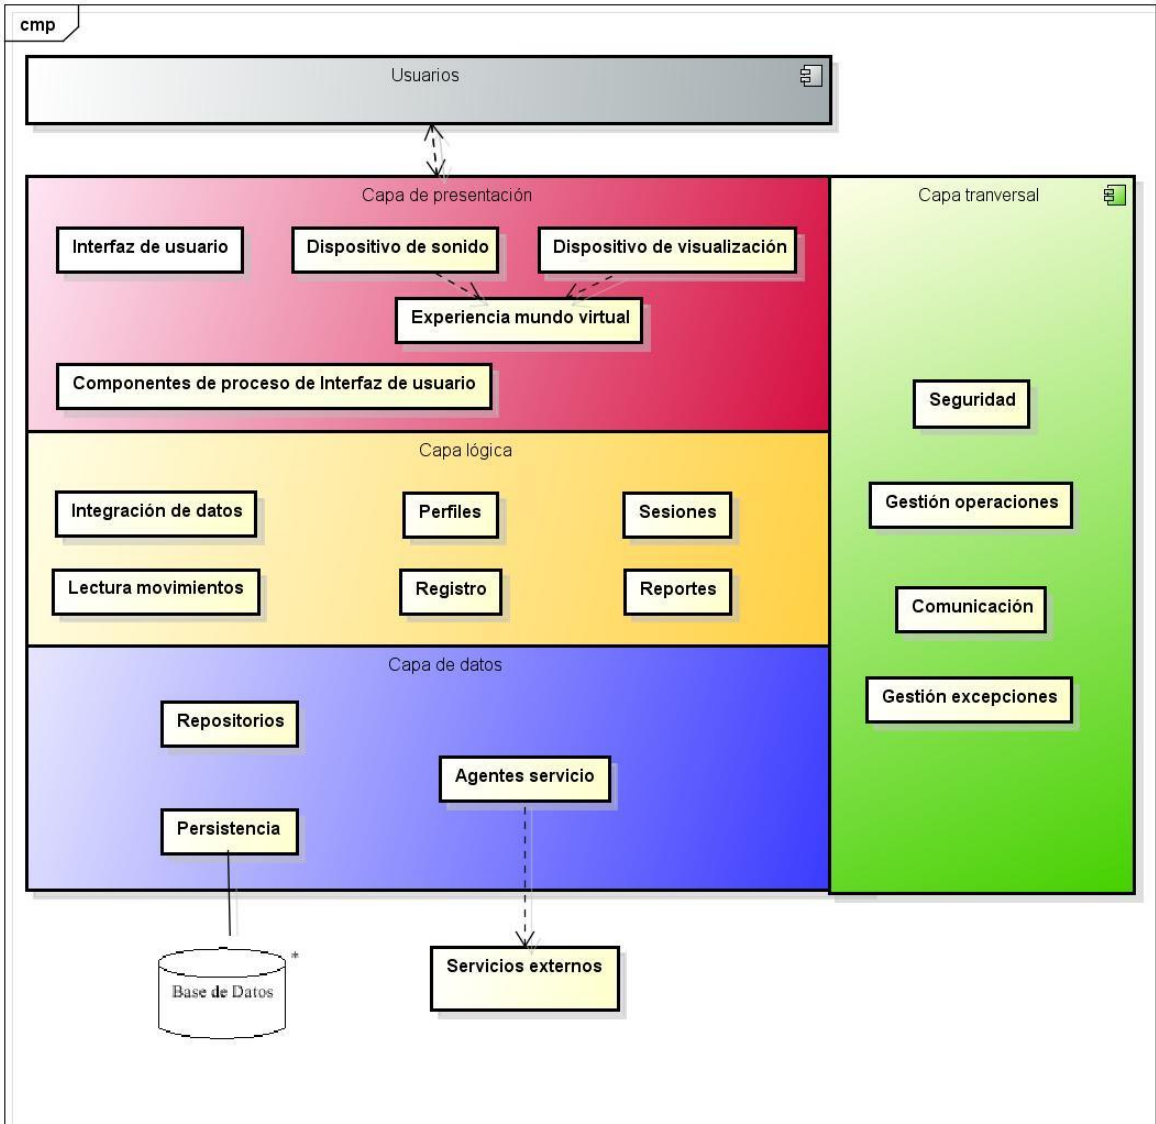 cmp
Usuarios
Capa de presentación
Interfaz de usuario
Dispositivo de sonido
Dispositivo de visualización
Experiencia mundo virtual
Componentes de proceso de Interfaz de usuario
Capa lógica
Integración de datos
Perfiles
Sesiones
Lectura movimientos
Registro
Reportes
Capa de datos
Repositorios
Agentes servicio
Persistencia
Base de Datos
*
Servicios externos
Capa tranversal
Seguridad
Gestión operaciones
Comunicación
Gestión excepciones